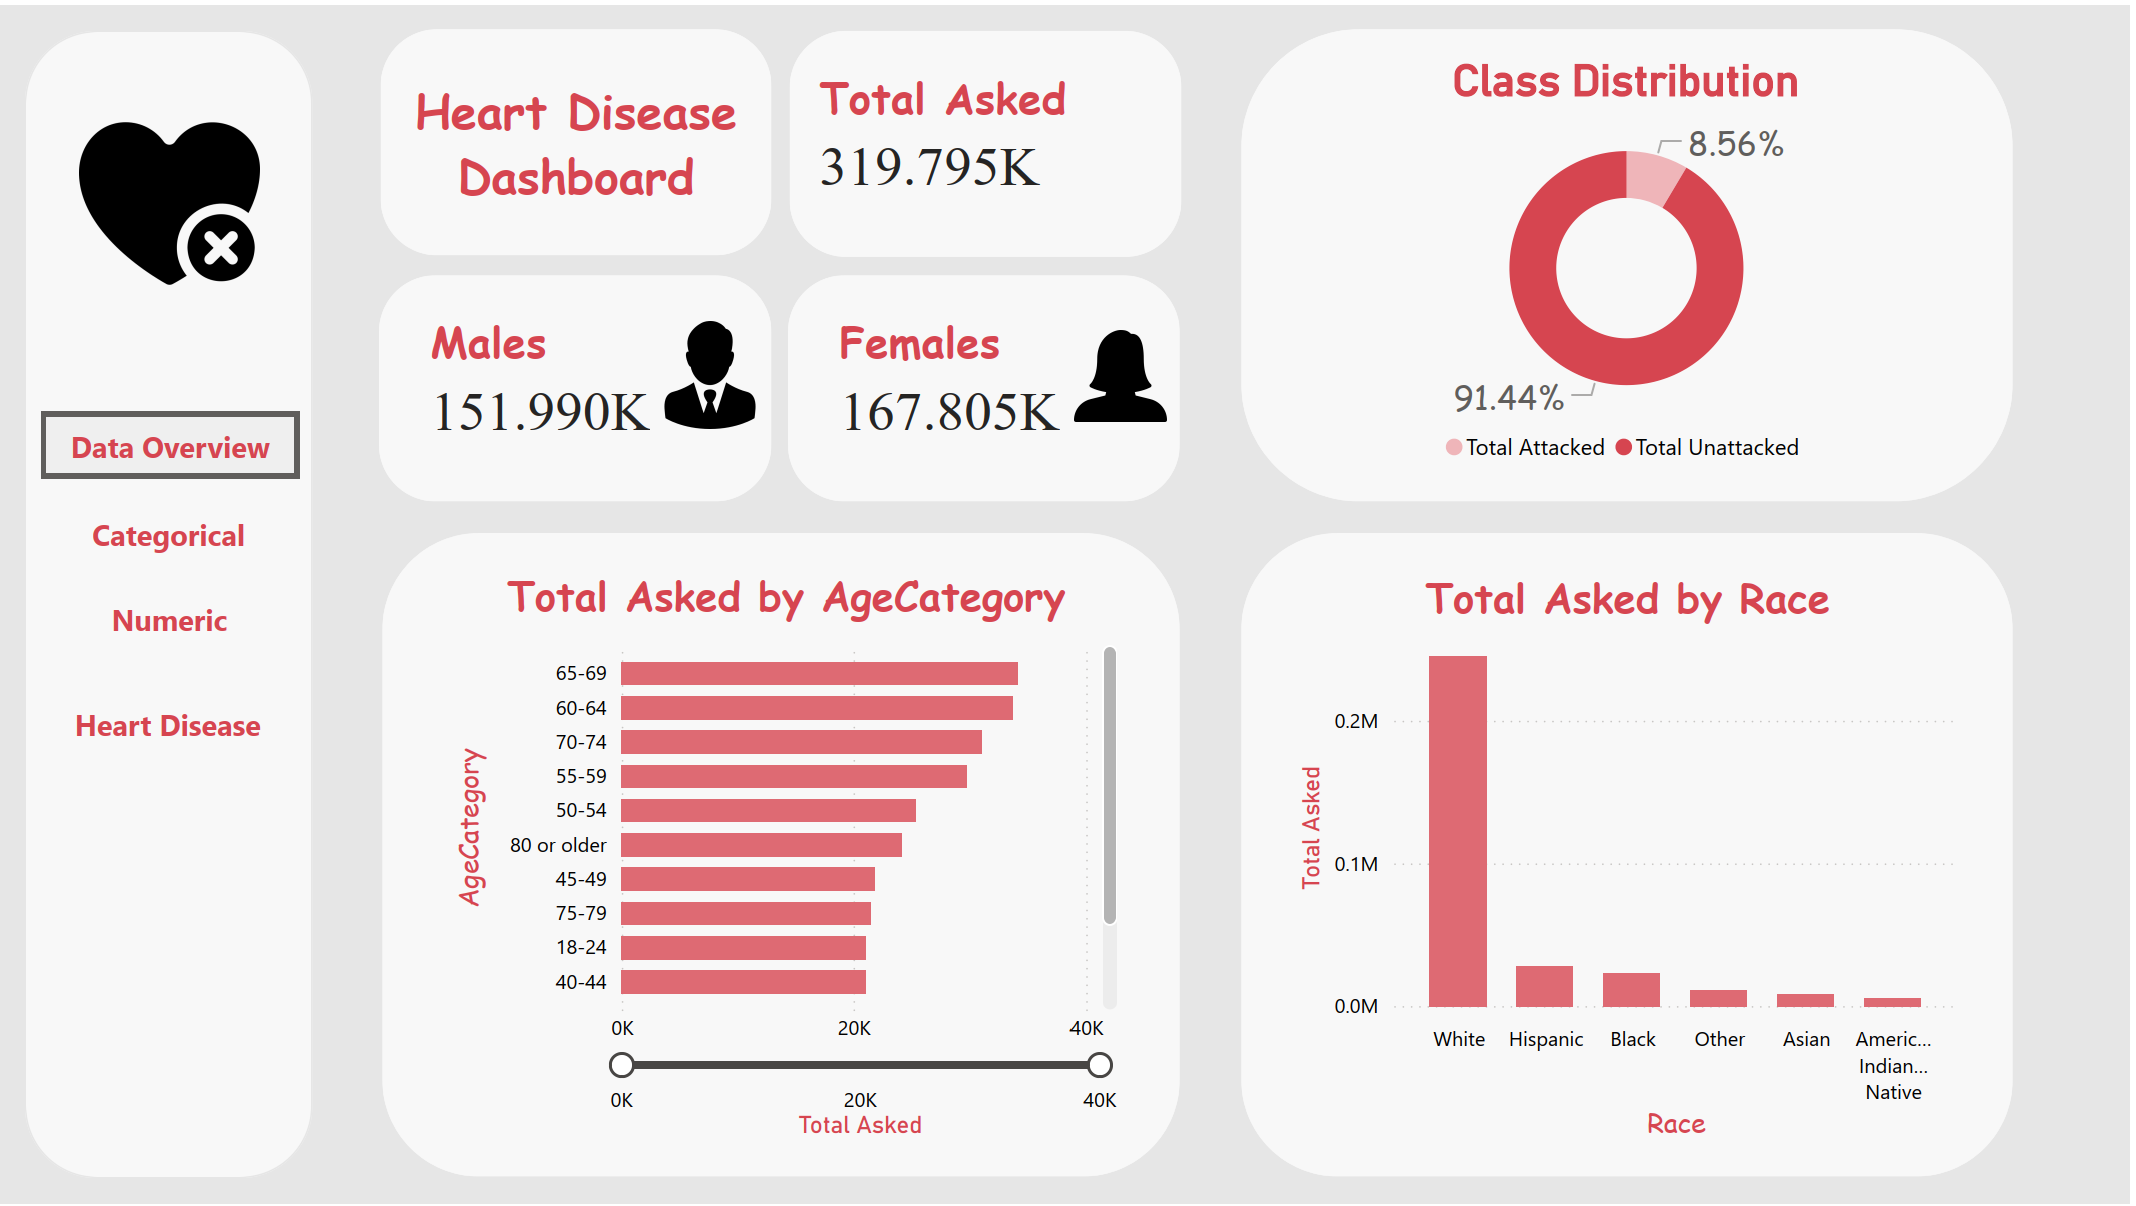 Data Overview
Categorical
Numeric
Heart Disease
Heart Disease
Dashboard
Total Asked
319.795K
Males
151.990K
Females
167.805K
Class Distribution
8.56%
91.44%
Total Attacked Total Unattacked
Total Asked by AgeCategory
AgeCategory
65-69
60-64
70-74
55-59
50-54
80 or older
45-49
75-79
18-24
40-44
0K 20K 40K
0K 20K 40K
Total Asked
Total Asked by Race
Total Asked
0.2M
0.1M
0.0M
White Hispanic Black Other Asian Americ...
Indian...
Native
Race